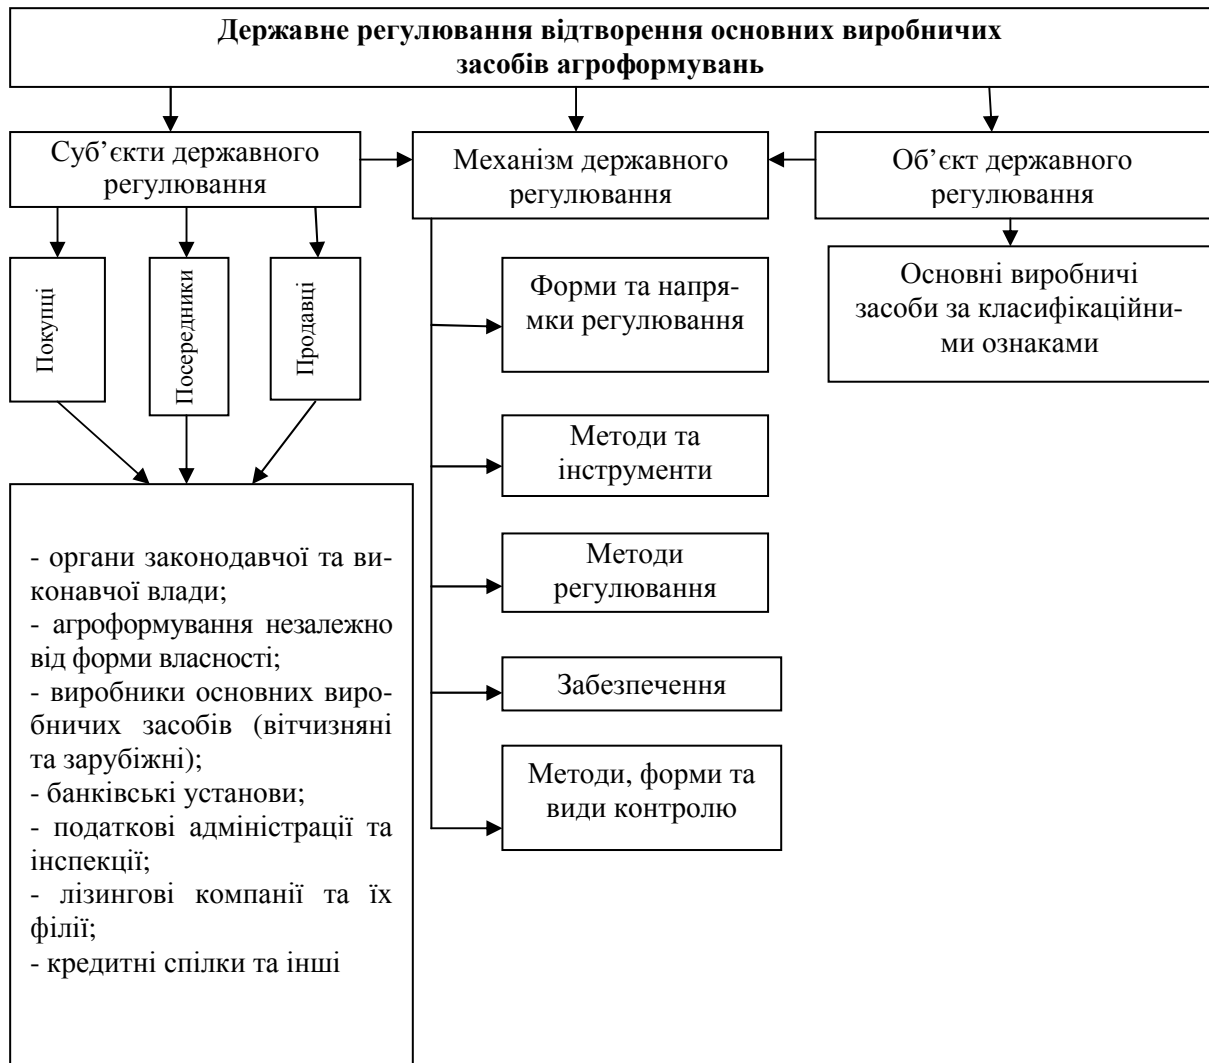 Державне регулювання відтворення основних виробничих
засобів агроформувань
Суб’єкти державного
регулювання
Механізм державного
регулювання
Об’єкт державного
регулювання
Покупці
Посередники
Продавці
Форми та напря-
мки регулювання
Основні виробничі
засоби за класифікаційни-
ми ознаками
Методи та
інструменти
Методи
регулювання
Забезпечення
Методи, форми та
види контролю
- органи законодавчої та ви-
конавчої влади;
- агроформування незалежно
від форми власності;
- виробники основних виро-
бничих засобів (вітчизняні
та зарубіжні);
- банківські установи;
- податкові адміністрації та
інспекції;
- лізингові компанії та їх
філії;
- кредитні спілки та інші